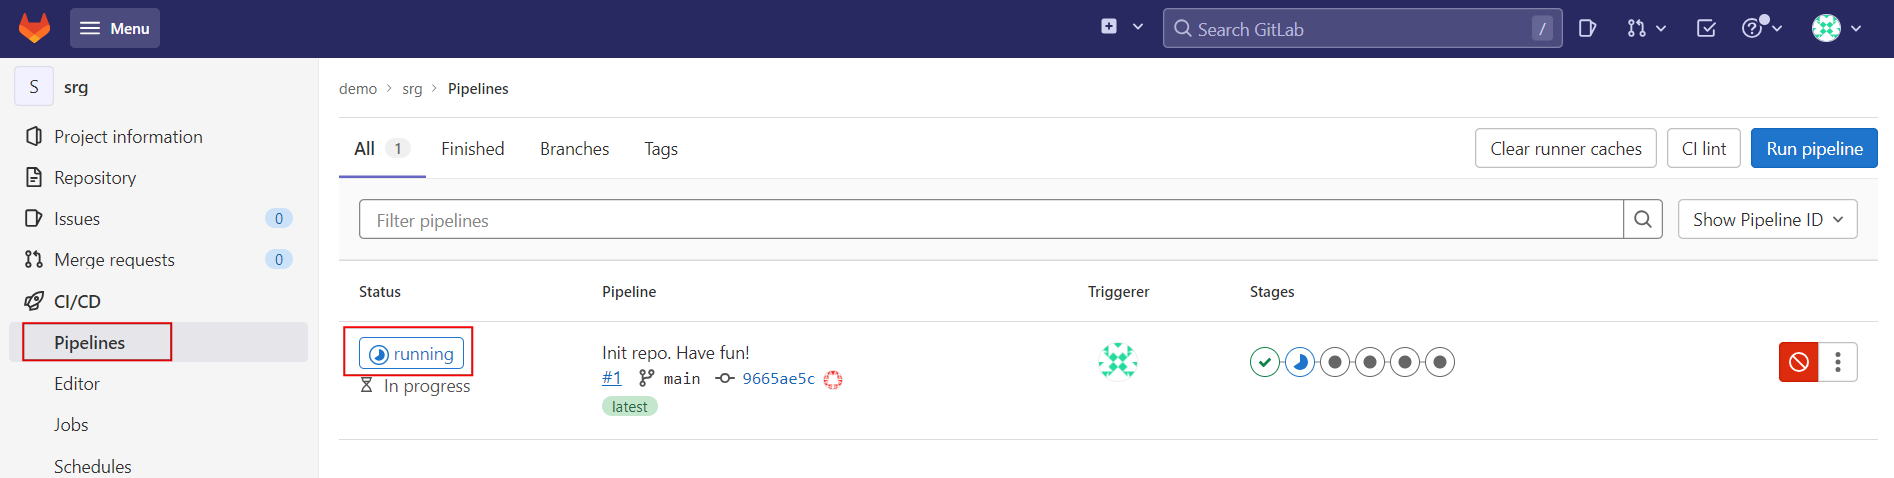 Menu
Search GitLab /
S srg
Project information
Repository
Issues 0
Merge requests 0
CI/CD
Pipelines
Editor
Jobs
Schedules
demo > srg > Pipelines
All 1 Finished Branches Tags Clear runner caches CI lint Run pipeline
Filter pipelines Show Pipeline ID
Status Pipeline Triggerer Stages
running Init repo. Have fun!
In progress #1 main 9665ae5c
latest